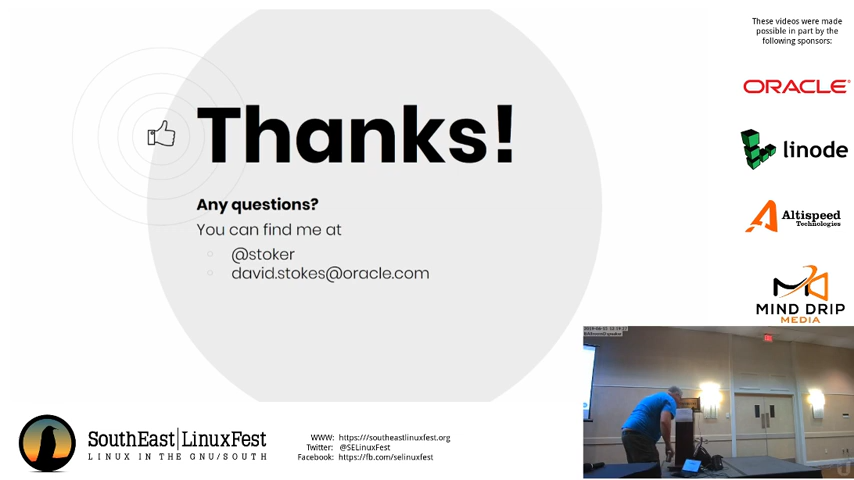 Thanks!
Any questions?
You can find me at
@stoker
david.stokes@oracle.com
These videos were made
possible in part by the
following sponsors:
ORACLE
linode
Altispeed
Technologies
MIND DRIP
MEDIA
SouthEast|LinuxFest
LINUX IN THE GNU/SOUTH
WWW: https:///southeastlinuxfest.org
Twitter: @SELinuxFest
Facebook: https://fb.com/selinuxfest